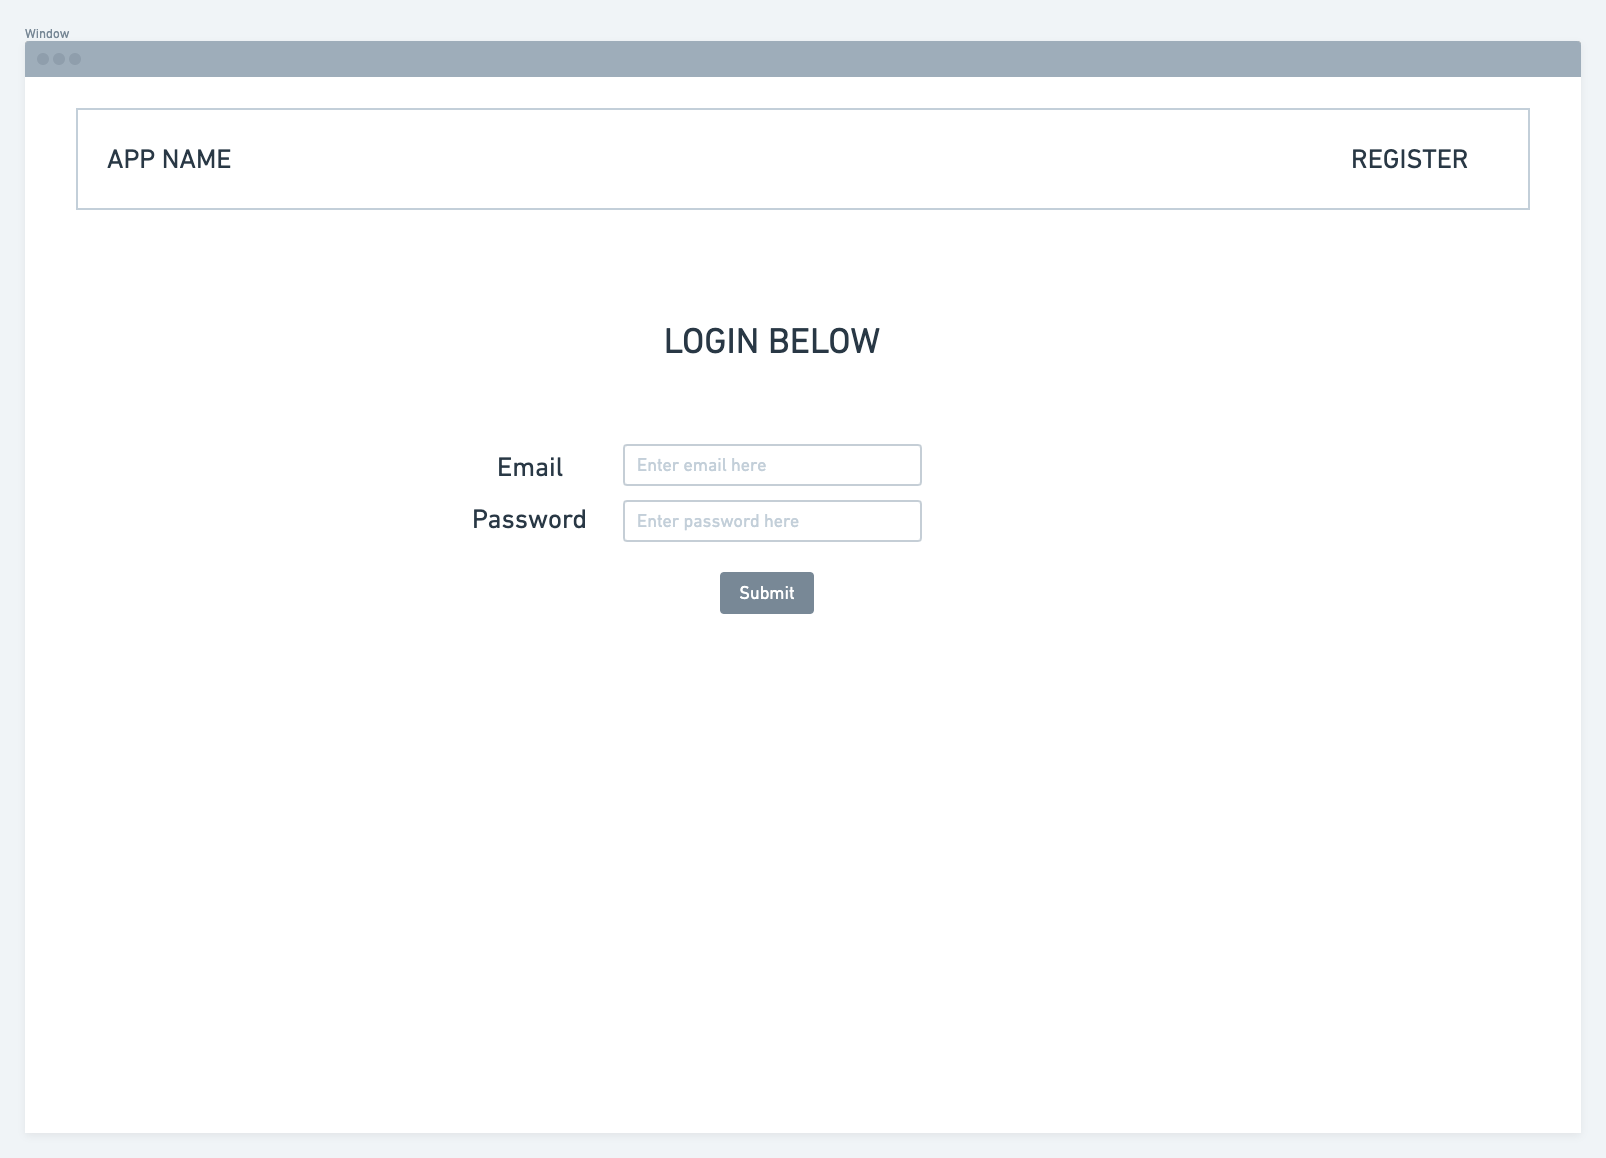 Window
APP NAME
REGISTER
LOGIN BELOW
Email
Enter email here
Password
Enter password here
Submit